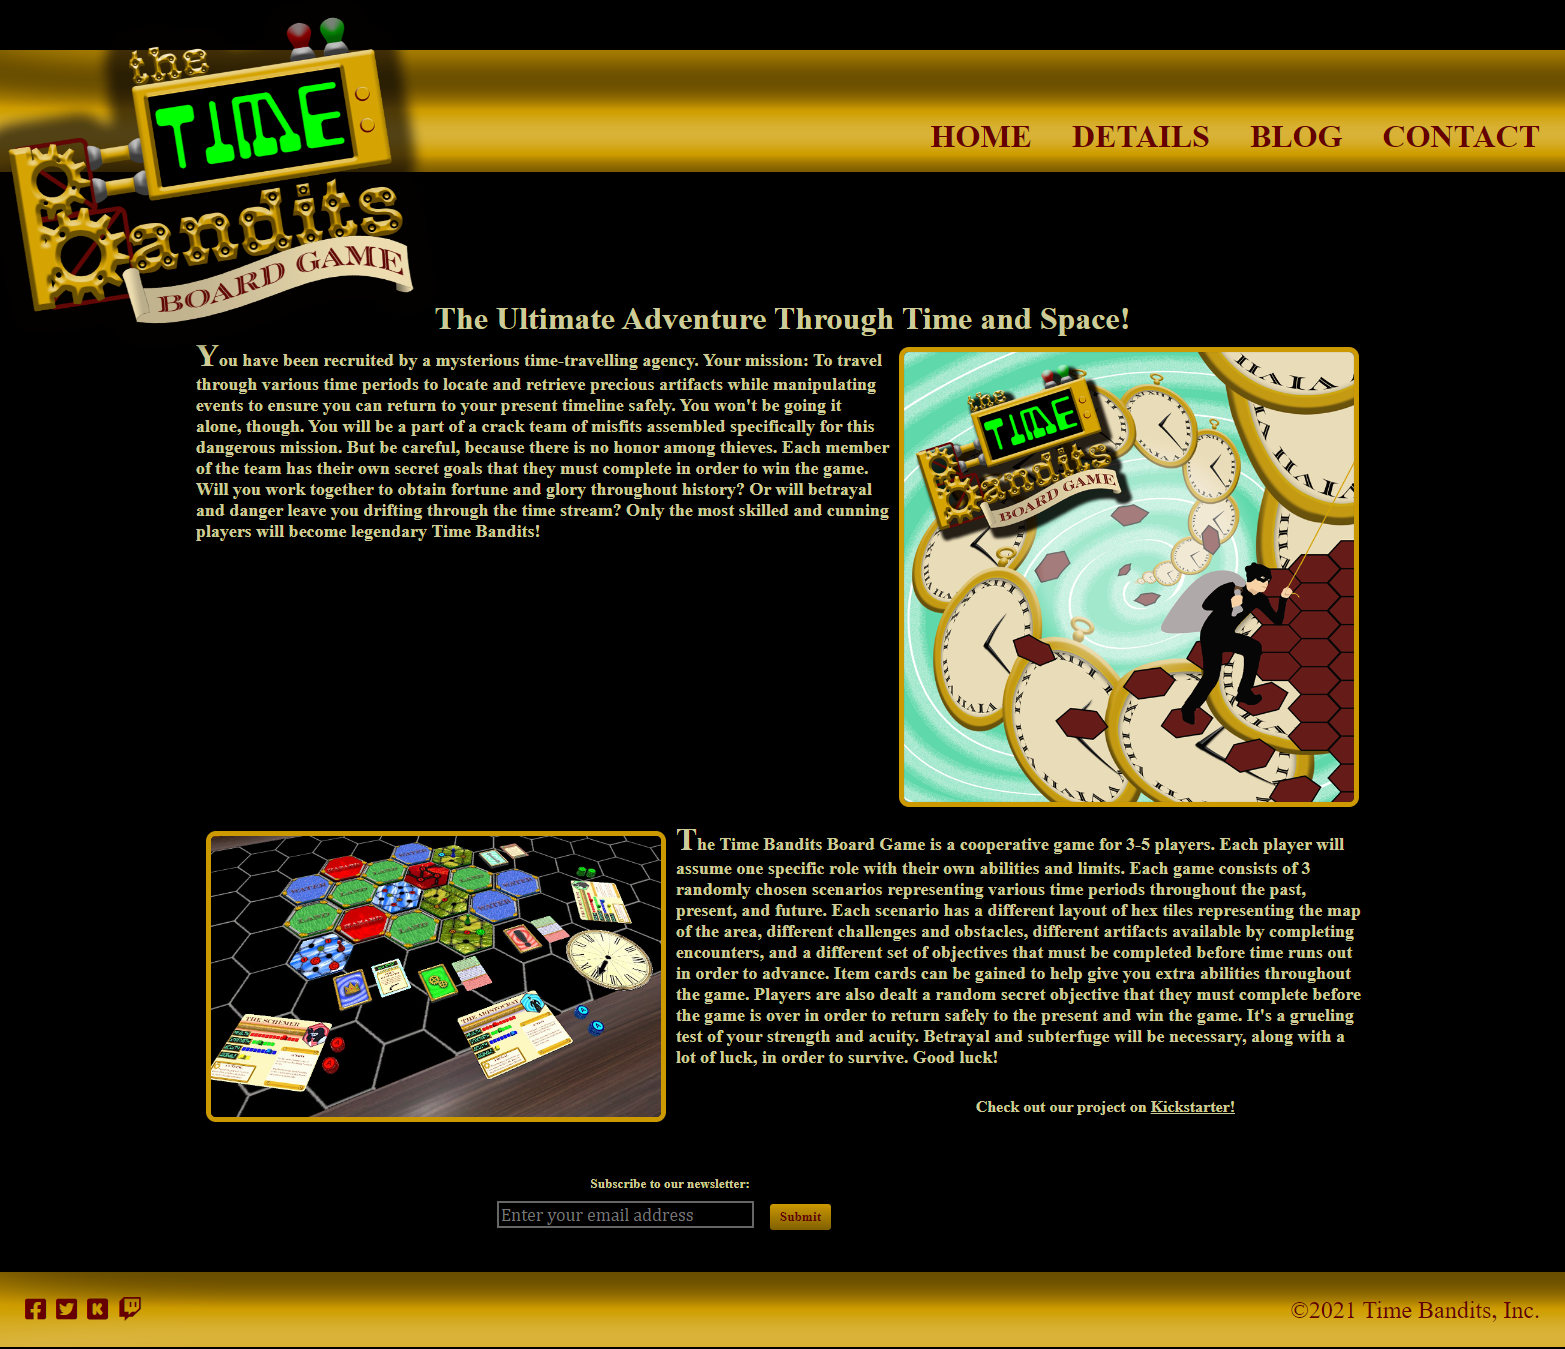 the
TIME
Bandits
BOARD GAME
HOME DETAILS BLOG CONTACT
The Ultimate Adventure Through Time and Space!
You have been recruited by a mysterious time-travelling agency. Your mission: To travel
through various time periods to locate and retrieve precious artifacts while manipulating
events to ensure you can return to your present timeline safely. You won't be going it
alone, though. You will be a part of a crack team of misfits assembled specifically for this
dangerous mission. But be careful, because there is no honor among thieves. Each member
of the team has their own secret goals that they must complete in order to win the game.
Will you work together to obtain fortune and glory throughout history? Or will betrayal
and danger leave you drifting through the time stream? Only the most skilled and cunning
players will become legendary Time Bandits!
the
TIME
Bandits
BOARD GAME
WATER
HAZARD
WATER
LAND
LAND
WATER
LAND
HAZARD
LAND
WATER
THE SCHEMER
THE ARISTOCRAT
The Time Bandits Board Game is a cooperative game for 3-5 players. Each player will
assume one specific role with their own abilities and limits. Each game consists of 3
randomly chosen scenarios representing various time periods throughout the past,
present, and future. Each scenario has a different layout of hex tiles representing the map
of the area, different challenges and obstacles, different artifacts available by completing
encounters, and a different set of objectives that must be completed before time runs out
in order to advance. Item cards can be gained to help give you extra abilities throughout
the game. Players are also dealt a random secret objective that they must complete before
the game is over in order to return safely to the present and win the game. It's a grueling
test of your strength and acuity. Betrayal and subterfuge will be necessary, along with a
lot of luck, in order to survive. Good luck!
Check out our project on Kickstarter!
Subscribe to our newsletter:
Enter your email address
Submit
©2021 Time Bandits, Inc.